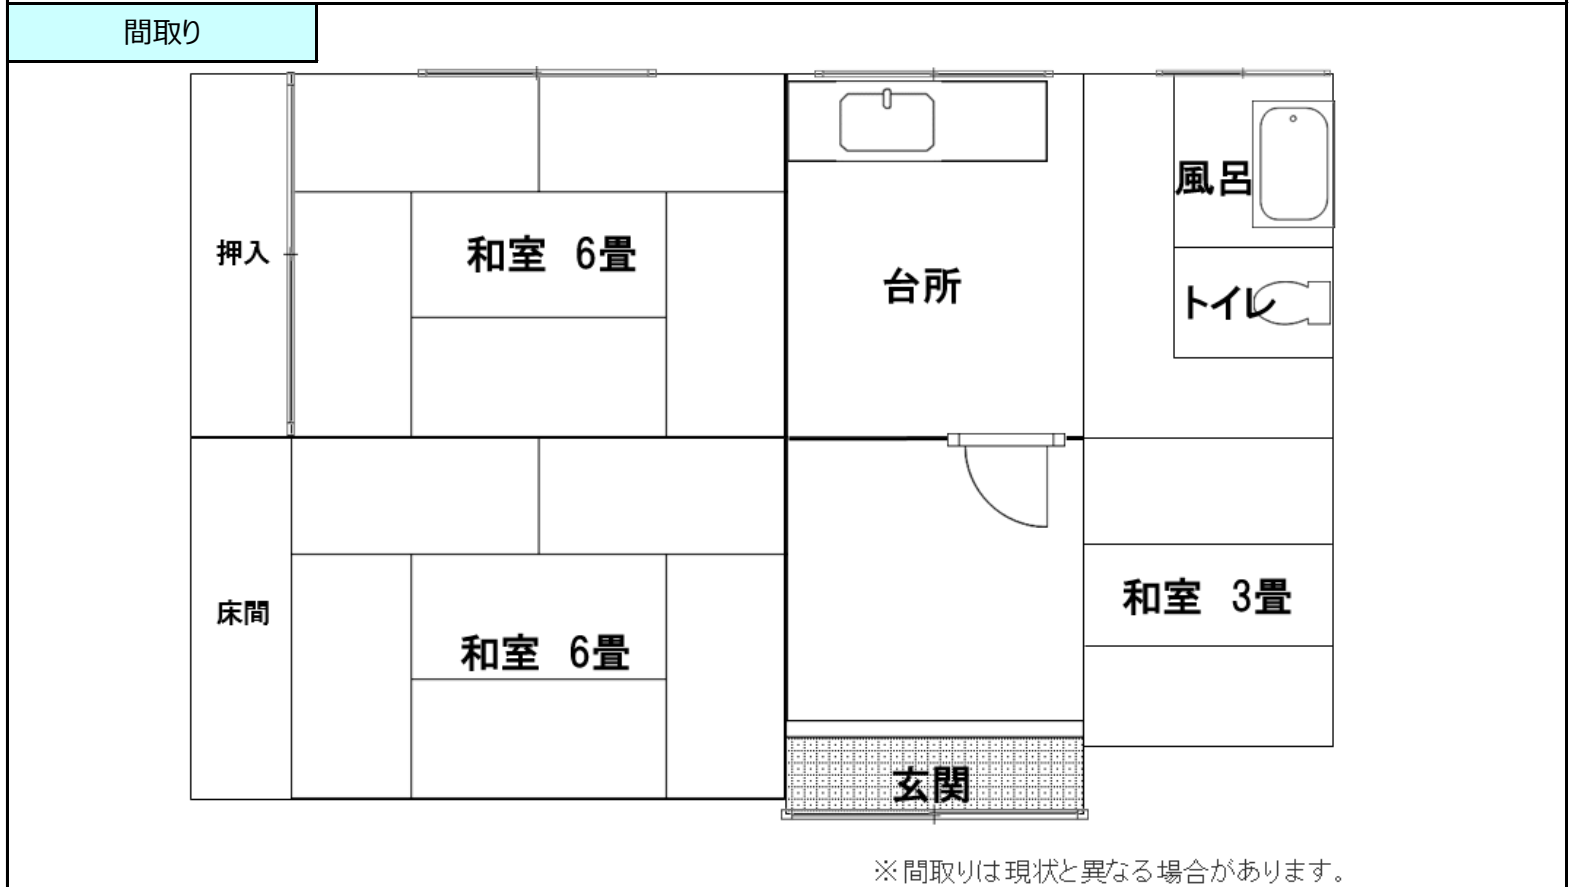 間取り
押入
和室　6畳
台所
風呂
トイレ
床間
和室　6畳
和室　3畳
玄関
※間取りは現状と異なる場合があります。